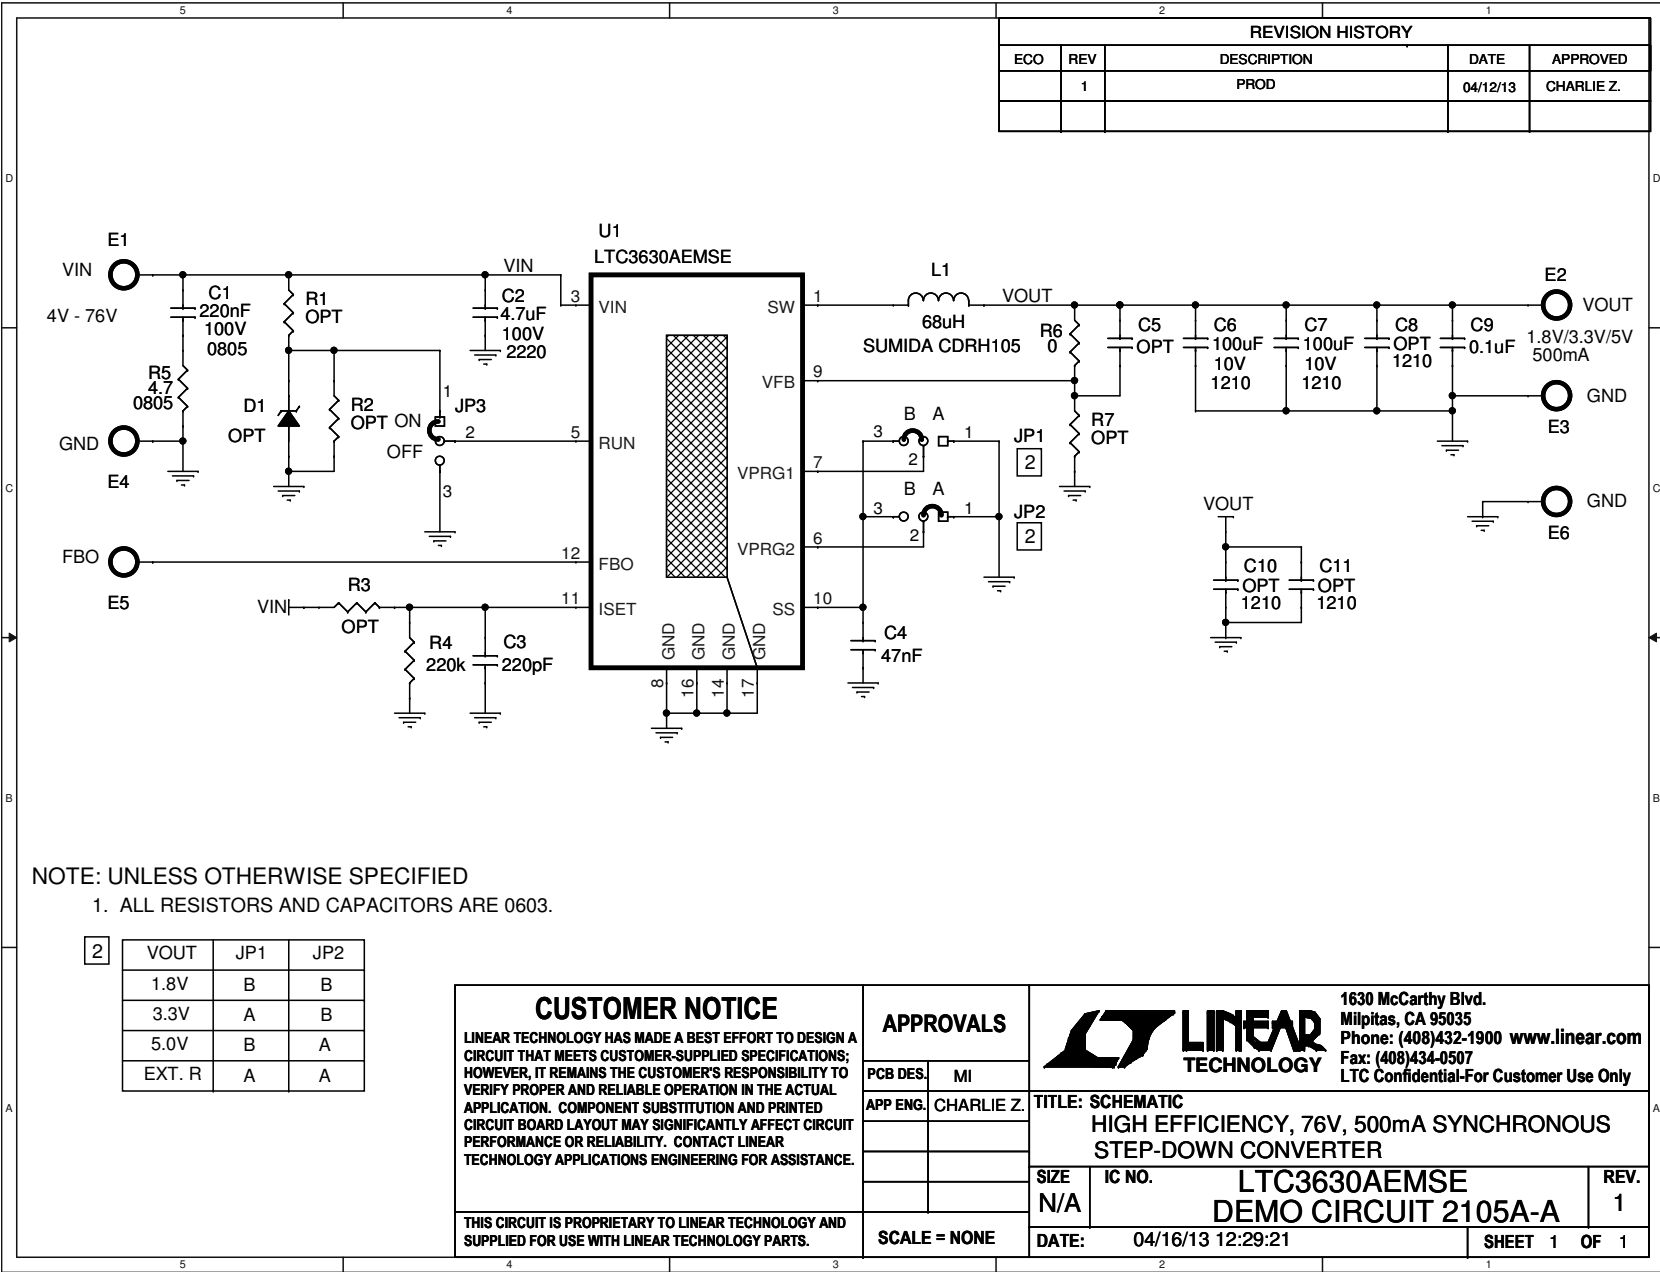 5 4 3 2 1
REVISION HISTORY
ECO REV DESCRIPTION DATE APPROVED
1 PROD 04/12/13 CHARLIE Z.
D D
C C
B B
A A
E1
VIN
4V - 76V
C1
220nF
100V
0805
R5
4.7
0805
GND
E4
R1
OPT
D1
OPT
R2
OPT
ON
OFF
JP3
1
2
3
VIN
C2
4.7uF
100V
2220
FBO
E5
VIN
R3
OPT
R4
220k
C3
220pF
U1
LTC3630AEMSE
3 VIN
5 RUN
12 FBO
11 ISET
SW 1
VFB 9
VPRG1 7
VPRG2 6
SS 10
GND GND GND GND
8 16 14 17
L1
68uH
SUMIDA CDRH105
VOUT
R6
0
R7
OPT
C5
OPT
C6
100uF
10V
1210
C7
100uF
10V
1210
C8
OPT
1210
C9
0.1uF
E2
VOUT
1.8V/3.3V/5V
500mA
GND
E3
GND
E6
B A
3 1
2
JP1
2
B A
3 1
2
JP2
2
C4
47nF
VOUT
C10
OPT
1210
C11
OPT
1210
NOTE: UNLESS OTHERWISE SPECIFIED
1. ALL RESISTORS AND CAPACITORS ARE 0603.
2
VOUT JP1 JP2
1.8V B B
3.3V A B
5.0V B A
EXT. R A A
CUSTOMER NOTICE
LINEAR TECHNOLOGY HAS MADE A BEST EFFORT TO DESIGN A
CIRCUIT THAT MEETS CUSTOMER-SUPPLIED SPECIFICATIONS;
HOWEVER, IT REMAINS THE CUSTOMER'S RESPONSIBILITY TO
VERIFY PROPER AND RELIABLE OPERATION IN THE ACTUAL
APPLICATION. COMPONENT SUBSTITUTION AND PRINTED
CIRCUIT BOARD LAYOUT MAY SIGNIFICANTLY AFFECT CIRCUIT
PERFORMANCE OR RELIABILITY. CONTACT LINEAR
TECHNOLOGY APPLICATIONS ENGINEERING FOR ASSISTANCE.
THIS CIRCUIT IS PROPRIETARY TO LINEAR TECHNOLOGY AND
SUPPLIED FOR USE WITH LINEAR TECHNOLOGY PARTS.
APPROVALS
PCB DES. MI
APP ENG. CHARLIE Z.
SCALE = NONE
LINEAR
TECHNOLOGY
1630 McCarthy Blvd.
Milpitas, CA 95035
Phone: (408)432-1900 www.linear.com
Fax: (408)434-0507
LTC Confidential-For Customer Use Only
TITLE: SCHEMATIC
HIGH EFFICIENCY, 76V, 500mA SYNCHRONOUS
STEP-DOWN CONVERTER
SIZE
N/A
IC NO.
LTC3630AEMSE
DEMO CIRCUIT 2105A-A
REV.
1
DATE: 04/16/13 12:29:21
SHEET 1 OF 1
5 4 3 2 1